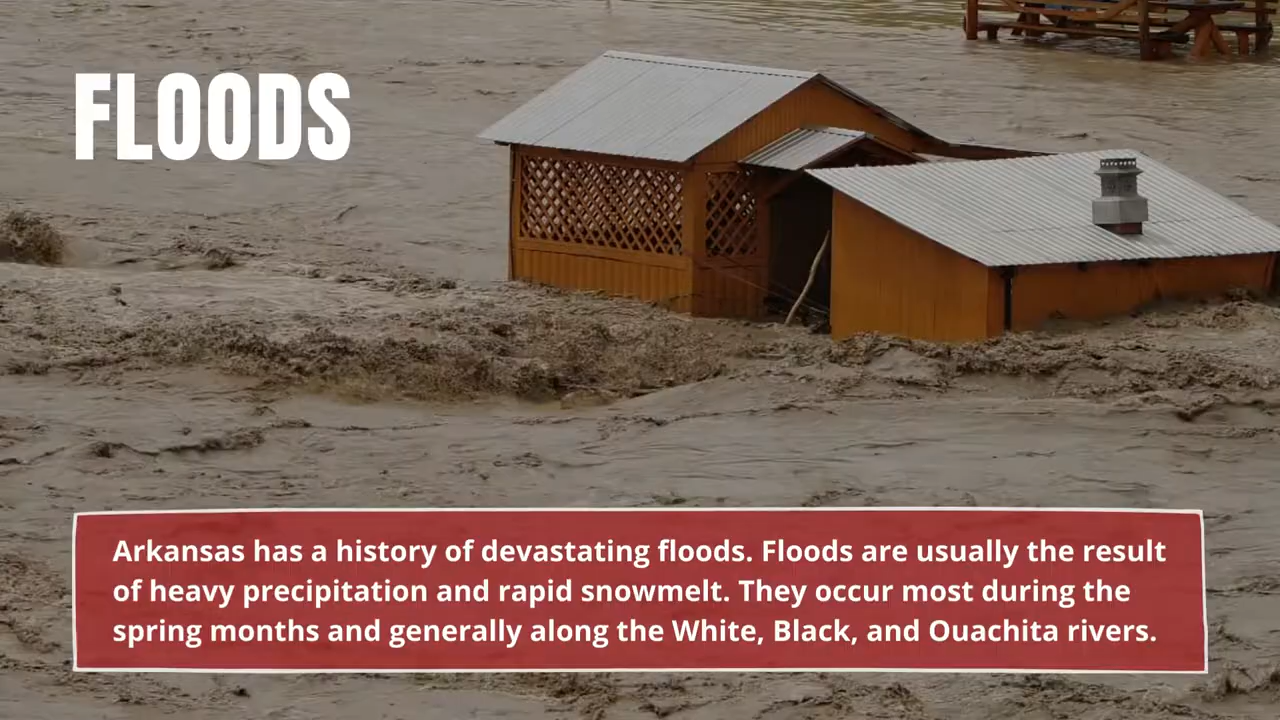 FLOODS
Arkansas has a history of devastating floods. Floods are usually the result
of heavy precipitation and rapid snowmelt. They occur most during the
spring months and generally along the White, Black, and Ouachita rivers.